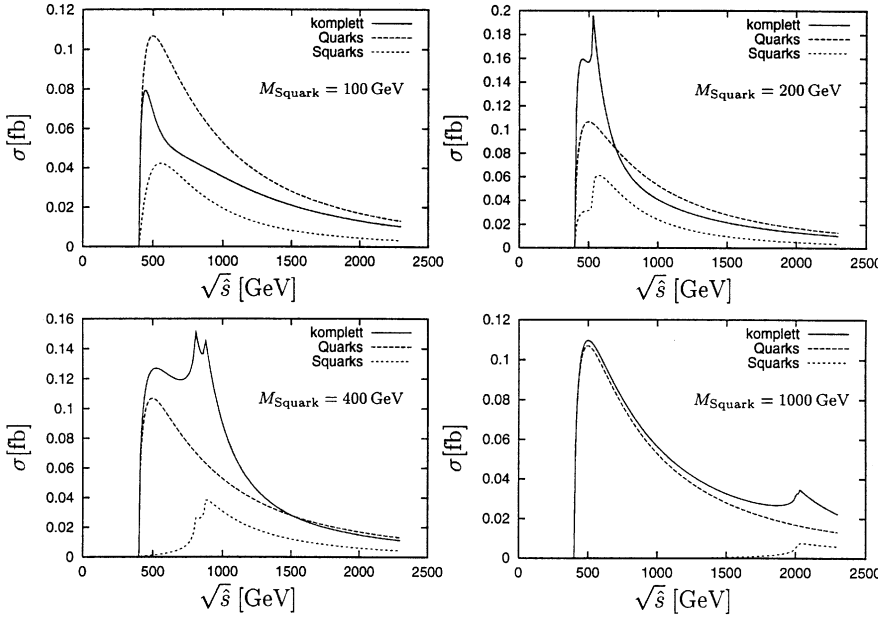 0.12
0.1
0.08
0.06
0.04
0.02
0
σ[fb]
komplett
Quarks
Squarks
M_Squark = 100 GeV
0 500 1000 1500 2000 2500
√ŝ [GeV]
0.2
0.18
0.16
0.14
0.12
0.1
0.08
0.06
0.04
0.02
0
σ[fb]
komplett
Quarks
Squarks
M_Squark = 200 GeV
0 500 1000 1500 2000 2500
√ŝ [GeV]
0.16
0.14
0.12
0.1
0.08
0.06
0.04
0.02
0
σ[fb]
komplett
Quarks
Squarks
M_Squark = 400 GeV
0 500 1000 1500 2000 2500
√ŝ [GeV]
0.12
0.1
0.08
0.06
0.04
0.02
0
σ[fb]
komplett
Quarks
Squarks
M_Squark = 1000 GeV
0 500 1000 1500 2000 2500
√ŝ [GeV]